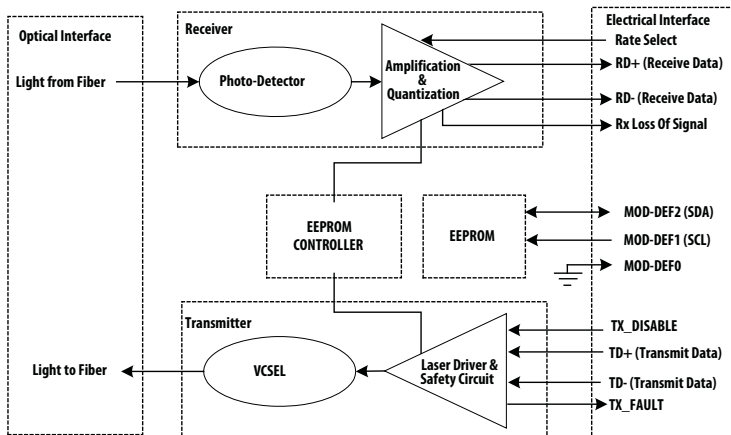 Optical Interface
Receiver
Electrical Interface
Rate Select
Light from Fiber
Photo-Detector
Amplification
&
Quantization
RD+ (Receive Data)
RD- (Receive Data)
Rx Loss Of Signal
EEPROM
CONTROLLER
EEPROM
MOD-DEF2 (SDA)
MOD-DEF1 (SCL)
MOD-DEF0
Transmitter
TX_DISABLE
Light to Fiber
VCSEL
Laser Driver &
Safety Circuit
TD+ (Transmit Data)
TD- (Transmit Data)
TX_FAULT